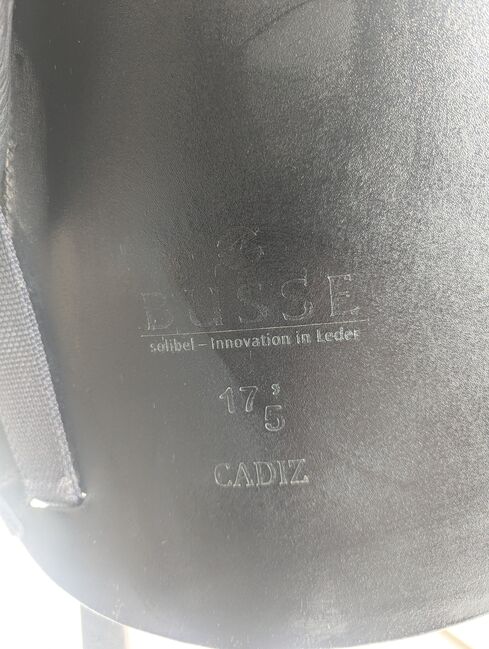 BUSSE
solibel – Innovation in Leder
17,5
CADIZ